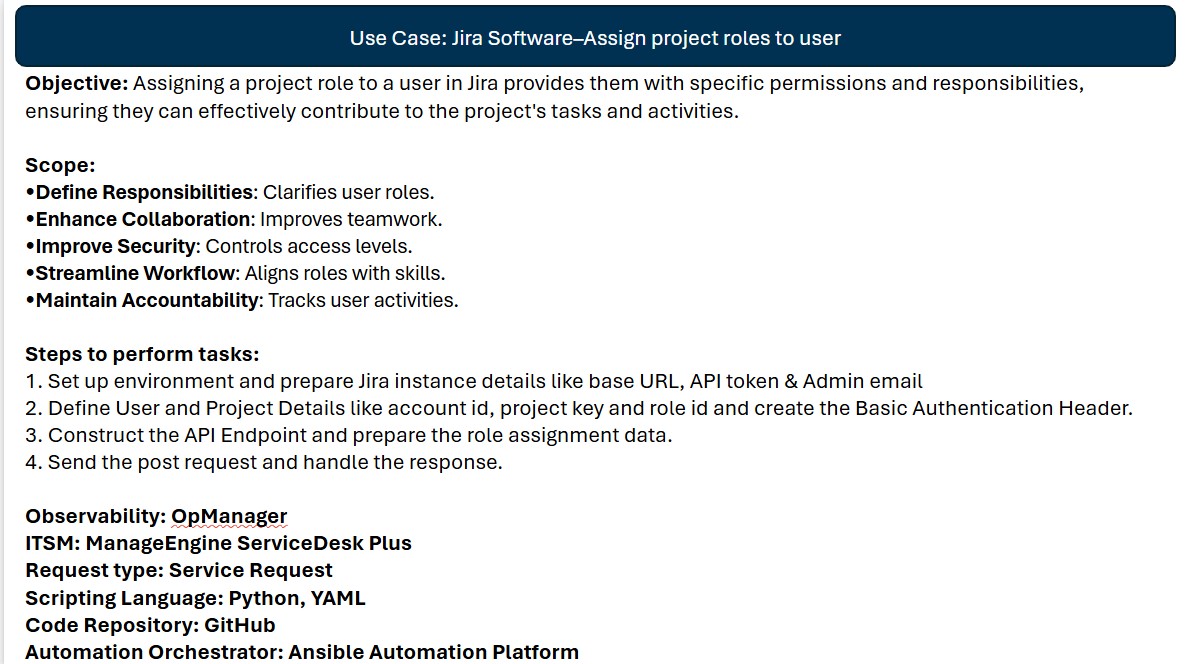 Use Case: Jira Software–Assign project roles to user
Objective: Assigning a project role to a user in Jira provides them with specific permissions and responsibilities,
ensuring they can effectively contribute to the project's tasks and activities.
Scope:
•Define Responsibilities: Clarifies user roles.
•Enhance Collaboration: Improves teamwork.
•Improve Security: Controls access levels.
•Streamline Workflow: Aligns roles with skills.
•Maintain Accountability: Tracks user activities.
Steps to perform tasks:
1. Set up environment and prepare Jira instance details like base URL, API token & Admin email
2. Define User and Project Details like account id, project key and role id and create the Basic Authentication Header.
3. Construct the API Endpoint and prepare the role assignment data.
4. Send the post request and handle the response.
Observability: OpManager
ITSM: ManageEngine ServiceDesk Plus
Request type: Service Request
Scripting Language: Python, YAML
Code Repository: GitHub
Automation Orchestrator: Ansible Automation Platform